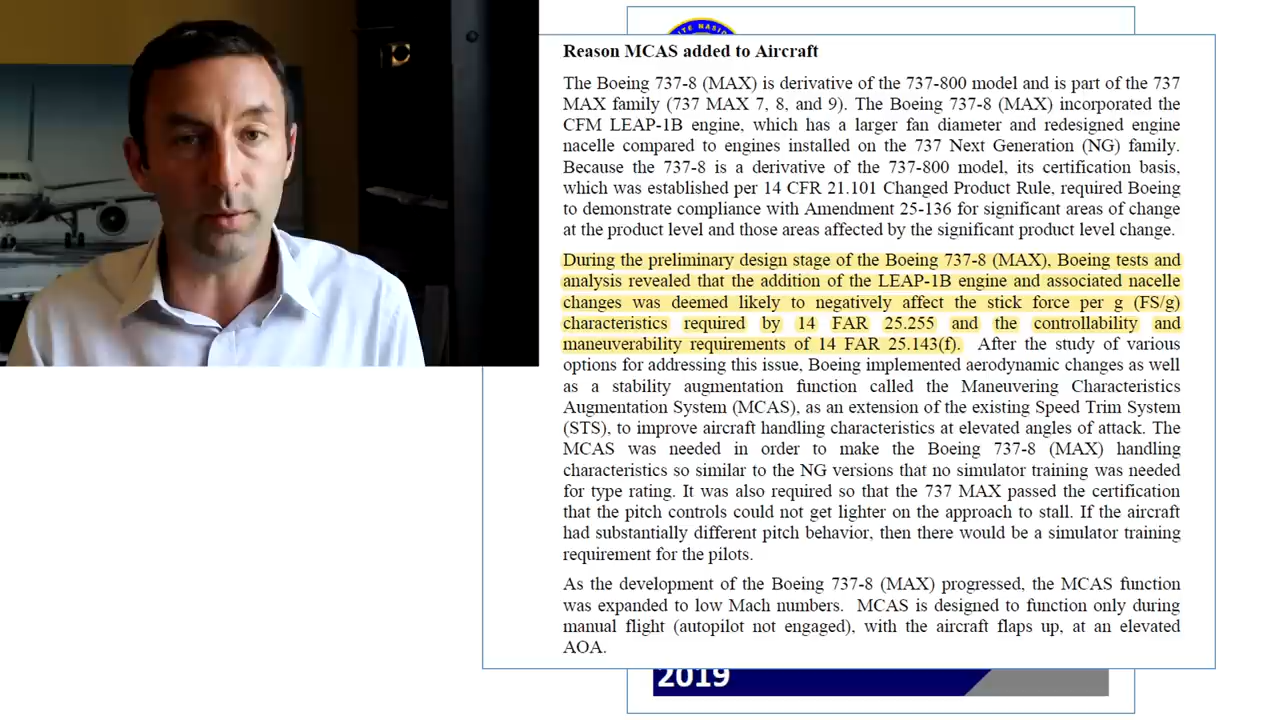 Reason MCAS added to Aircraft
The Boeing 737-8 (MAX) is derivative of the 737-800 model and is part of the 737
MAX family (737 MAX 7, 8, and 9). The Boeing 737-8 (MAX) incorporated the
CFM LEAP-1B engine, which has a larger fan diameter and redesigned engine
nacelle compared to engines installed on the 737 Next Generation (NG) family.
Because the 737-8 is a derivative of the 737-800 model, its certification basis,
which was established per 14 CFR 21.101 Changed Product Rule, required Boeing
to demonstrate compliance with Amendment 25-136 for significant areas of change
at the product level and those areas affected by the significant product level change.
During the preliminary design stage of the Boeing 737-8 (MAX), Boeing tests and
analysis revealed that the addition of the LEAP-1B engine and associated nacelle
changes was deemed likely to negatively affect the stick force per g (FS/g)
characteristics required by 14 FAR 25.255 and the controllability and
maneuverability requirements of 14 FAR 25.143(f). After the study of various
options for addressing this issue, Boeing implemented aerodynamic changes as well
as a stability augmentation function called the Maneuvering Characteristics
Augmentation System (MCAS), as an extension of the existing Speed Trim System
(STS), to improve aircraft handling characteristics at elevated angles of attack. The
MCAS was needed in order to make the Boeing 737-8 (MAX) handling
characteristics so similar to the NG versions that no simulator training was needed
for type rating. It was also required so that the 737 MAX passed the certification
that the pitch controls could not get lighter on the approach to stall. If the aircraft
had substantially different pitch behavior, then there would be a simulator training
requirement for the pilots.
As the development of the Boeing 737-8 (MAX) progressed, the MCAS function
was expanded to low Mach numbers. MCAS is designed to function only during
manual flight (autopilot not engaged), with the aircraft flaps up, at an elevated
AOA.
2019